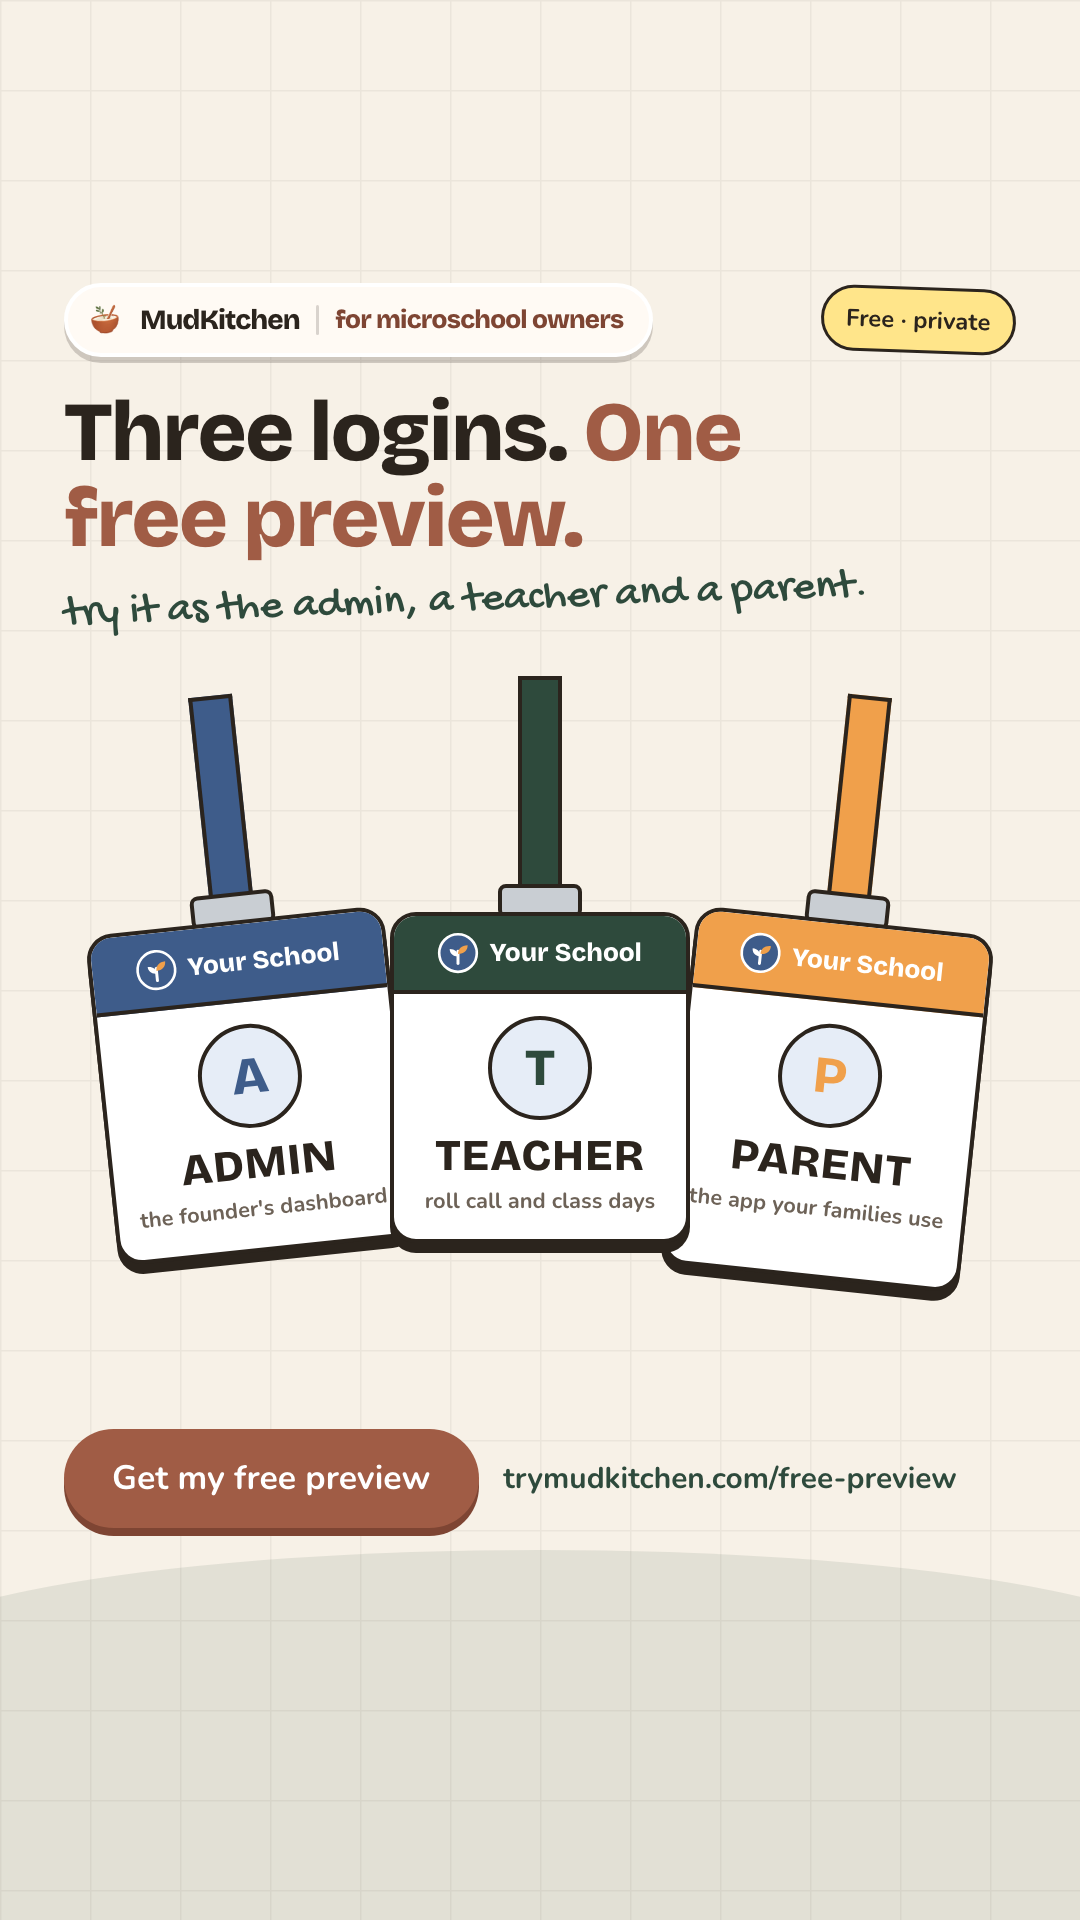 MudKitchen | for microschool owners
Free · private
Three logins. One
free preview.
try it as the admin, a teacher and a parent.
Your School
A
ADMIN
the founder's dashboard
Your School
T
TEACHER
roll call and class days
Your School
P
PARENT
the app your families use
Get my free preview
trymudkitchen.com/free-preview